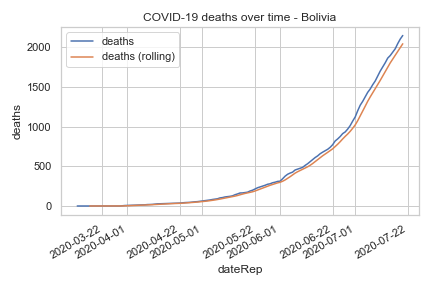 COVID-19 deaths over time - Bolivia
deaths
deaths (rolling)
2000
1500
1000
500
0
deaths
2020-03-22
2020-04-01
2020-04-22
2020-05-01
2020-05-22
2020-06-01
2020-06-22
2020-07-01
2020-07-22
dateRep